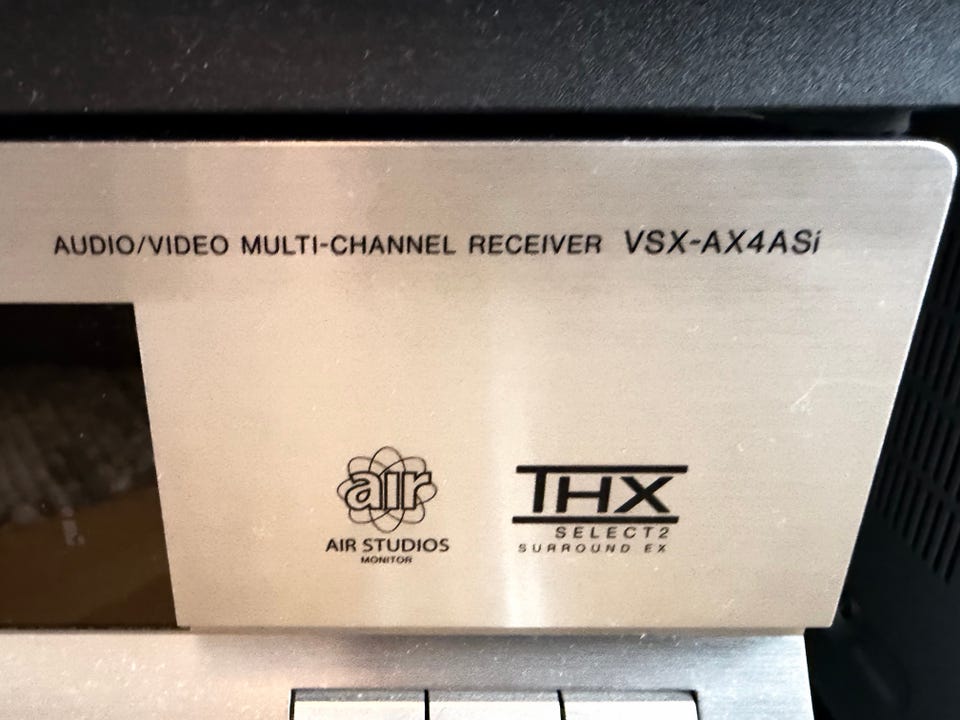 AUDIO/VIDEO MULTI-CHANNEL RECEIVER VSX-AX4ASi
air
AIR STUDIOS
MONITOR
THX
SELECT2
SURROUND EX